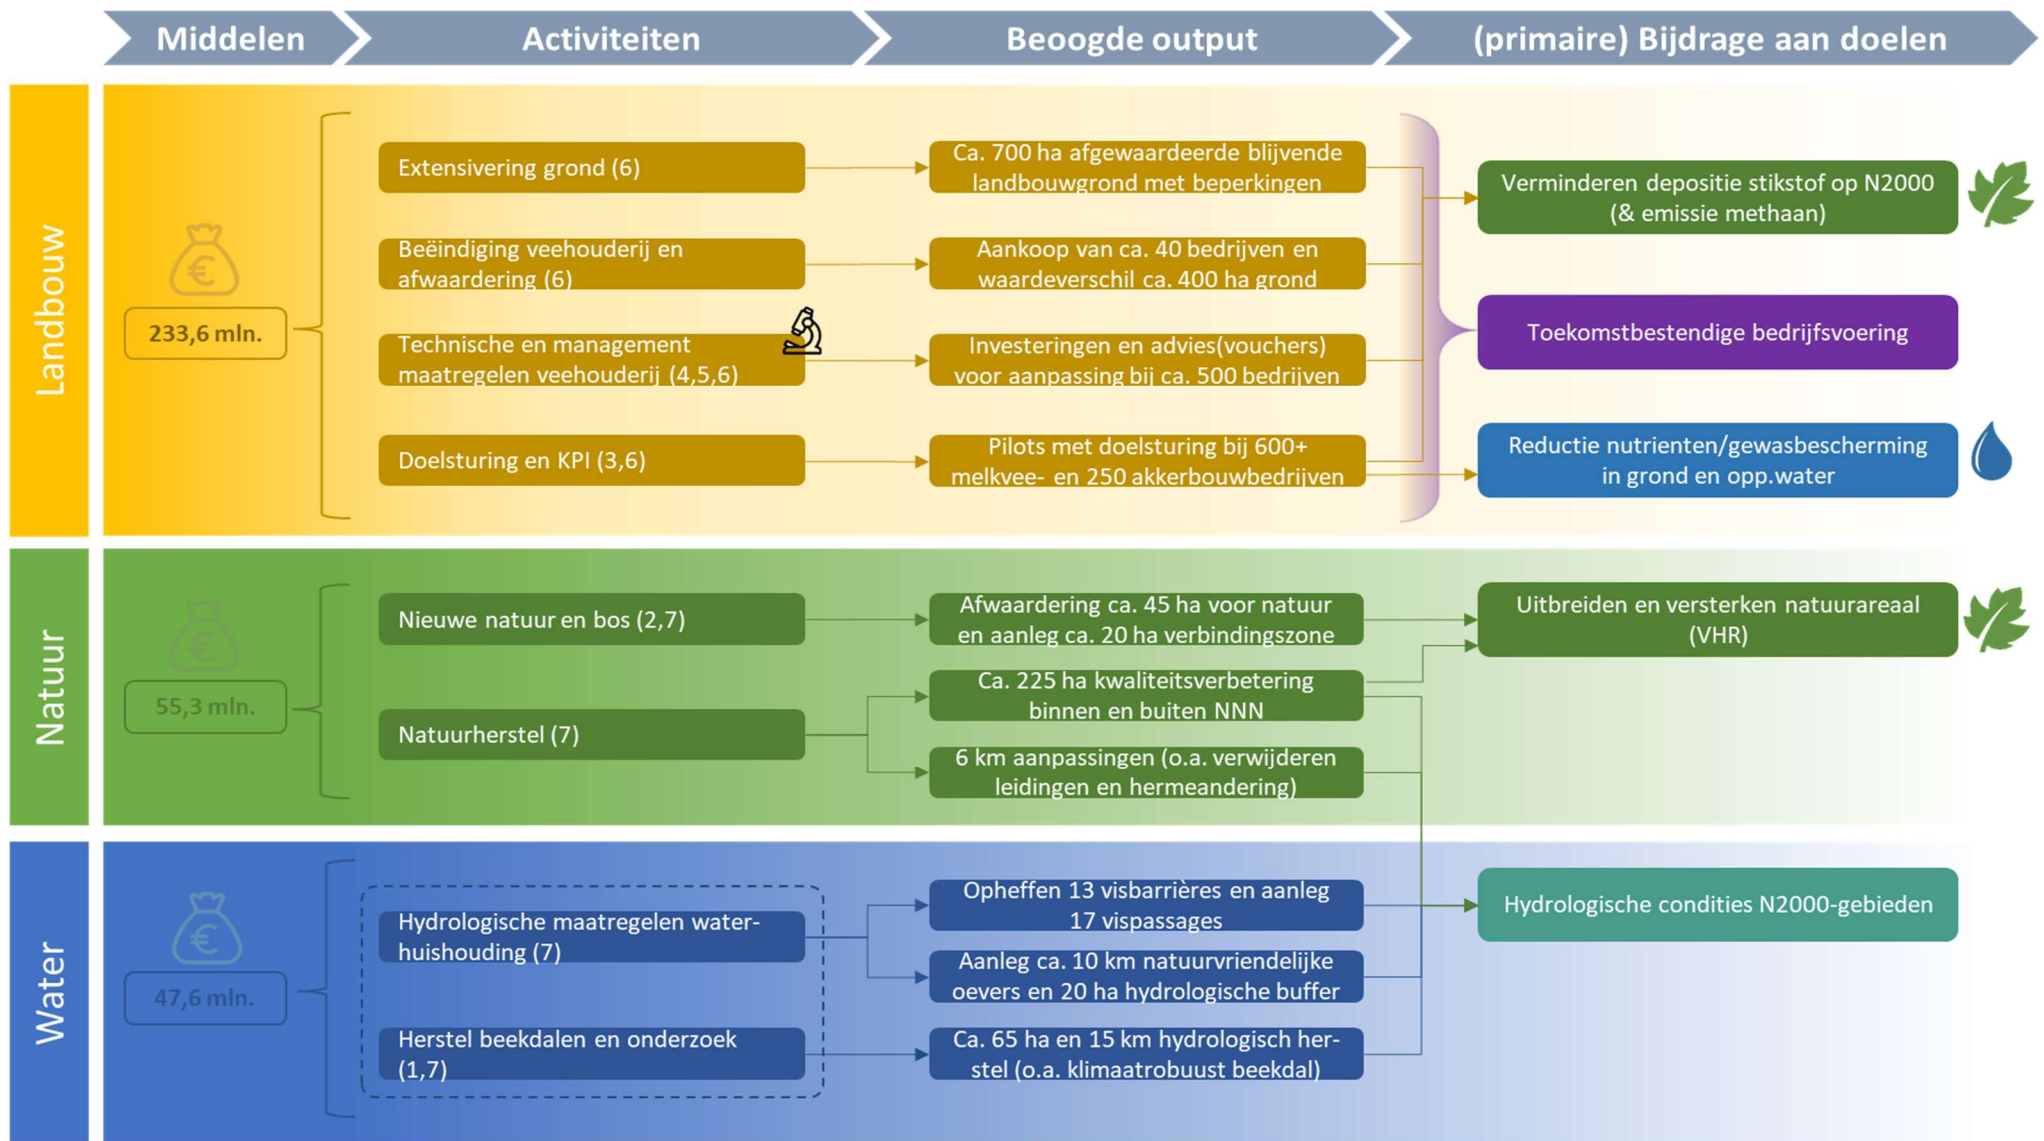 Middelen
Activiteiten
Beoogde output
(primaire) Bijdrage aan doelen
Landbouw
233,6 mln.
Extensivering grond (6)
Ca. 700 ha afgewaardeerde blijvende
landbouwgrond met beperkingen
Verminderen depositie stikstof op N2000
(& emissie methaan)
Beëindiging veehouderij en
afwaardering (6)
Aankoop van ca. 40 bedrijven en
waardeverschil ca. 400 ha grond
Technische en management
maatregelen veehouderij (4,5,6)
Investeringen en advies(vouchers)
voor aanpassing bij ca. 500 bedrijven
Toekomstbestendige bedrijfsvoering
Doelsturing en KPI (3,6)
Pilots met doelsturing bij 600+
melkvee- en 250 akkerbouwbedrijven
Reductie nutrienten/gewasbescherming
in grond en opp.water
Natuur
55,3 mln.
Nieuwe natuur en bos (2,7)
Afwaardering ca. 45 ha voor natuur
en aanleg ca. 20 ha verbindingszone
Uitbreiden en versterken natuurareaal
(VHR)
Natuurherstel (7)
Ca. 225 ha kwaliteitsverbetering
binnen en buiten NNN
6 km aanpassingen (o.a. verwijderen
leidingen en hermeandering)
Water
47,6 mln.
Hydrologische maatregelen water-
huishouding (7)
Opheffen 13 visbarrières en aanleg
17 vispassages
Aanleg ca. 10 km natuurvriendelijke
oevers en 20 ha hydrologische buffer
Hydrologische condities N2000-gebieden
Herstel beekdalen en onderzoek
(1,7)
Ca. 65 ha en 15 km hydrologisch her-
stel (o.a. klimaatrobuust beekdal)